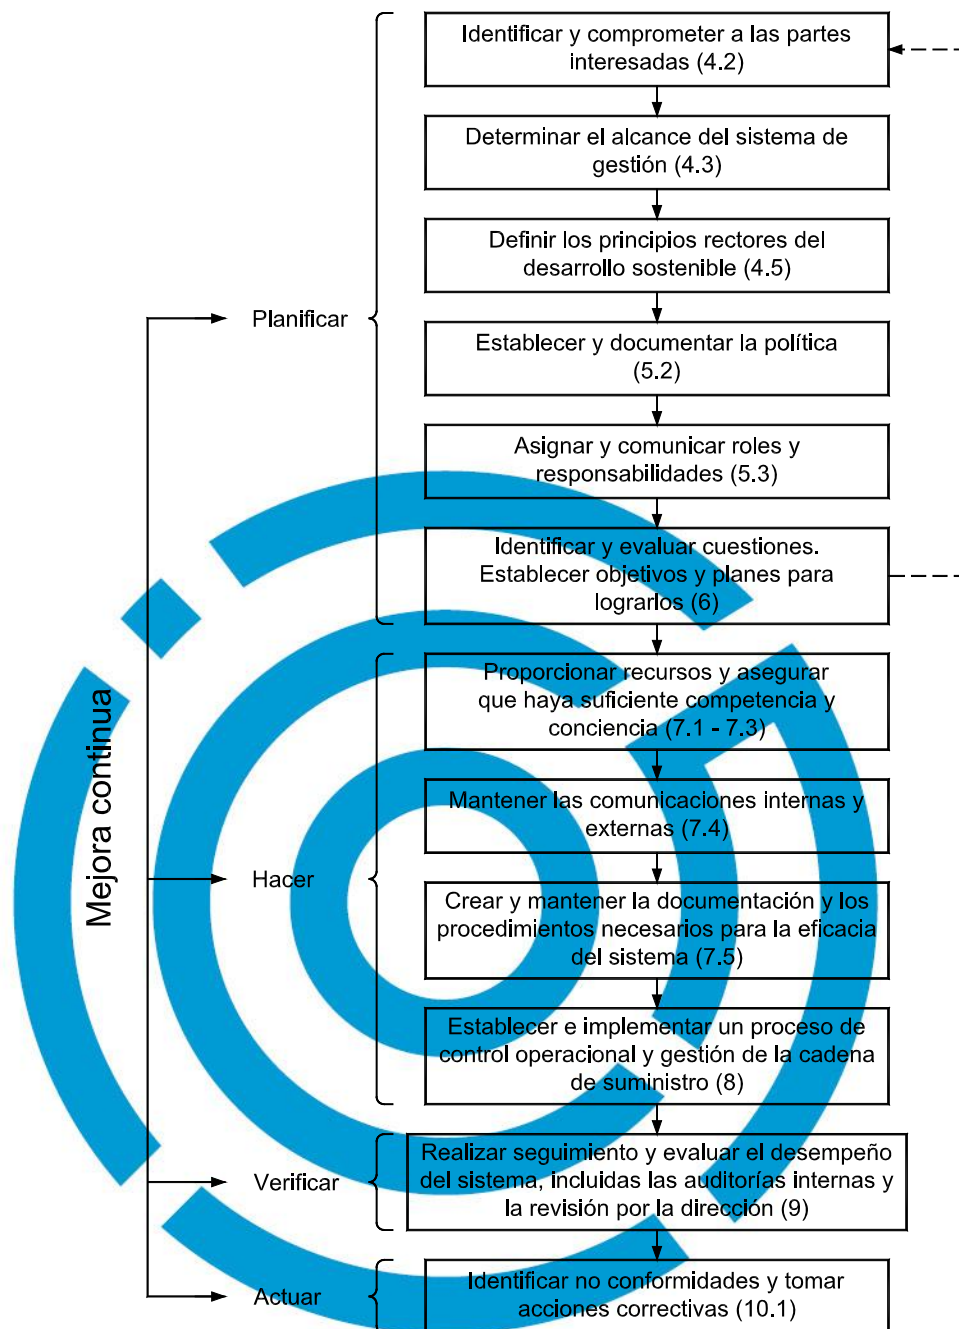 Identificar y comprometer a las partes
interesadas (4.2)
Determinar el alcance del sistema de
gestión (4.3)
Definir los principios rectores del
desarrollo sostenible (4.5)
Planificar
Establecer y documentar la política
(5.2)
Asignar y comunicar roles y
responsabilidades (5.3)
Identificar y evaluar cuestiones.
Establecer objetivos y planes para
lograrlos (6)
Mejora continua
Proporcionar recursos y asegurar
que haya suficiente competencia y
conciencia (7.1 - 7.3)
Mantener las comunicaciones internas y
externas (7.4)
Hacer
Crear y mantener la documentación y los
procedimientos necesarios para la eficacia
del sistema (7.5)
Establecer e implementar un proceso de
control operacional y gestión de la cadena
de suministro (8)
Verificar
Realizar seguimiento y evaluar el desempeño
del sistema, incluidas las auditorías internas y
la revisión por la dirección (9)
Actuar
Identificar no conformidades y tomar
acciones correctivas (10.1)